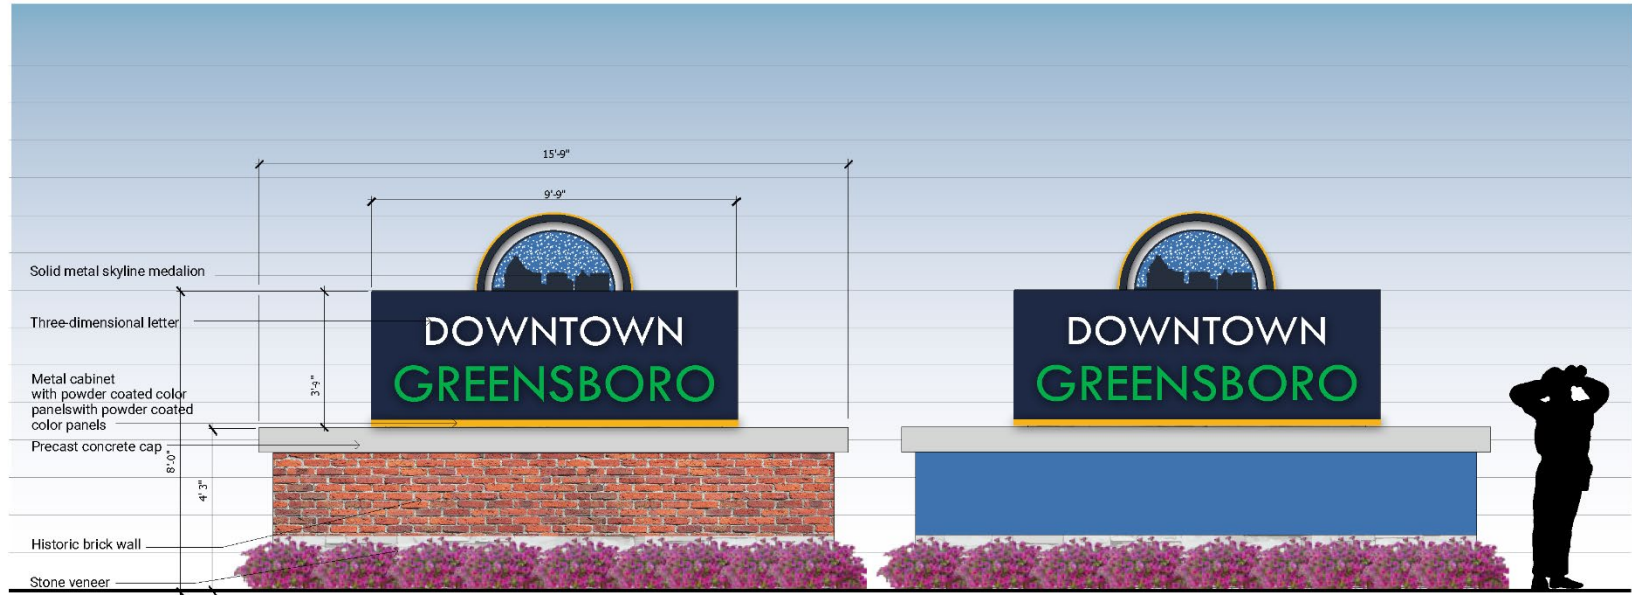 15'-9"
9'-9"
Solid metal skyline medalion
Three-dimensional letter
Metal cabinet
with powder coated color
panelswith powder coated
color panels
Precast concrete cap
Historic brick wall
Stone veneer
8'-0"
4' 3"
3'-9"
DOWNTOWN
GREENSBORO
DOWNTOWN
GREENSBORO